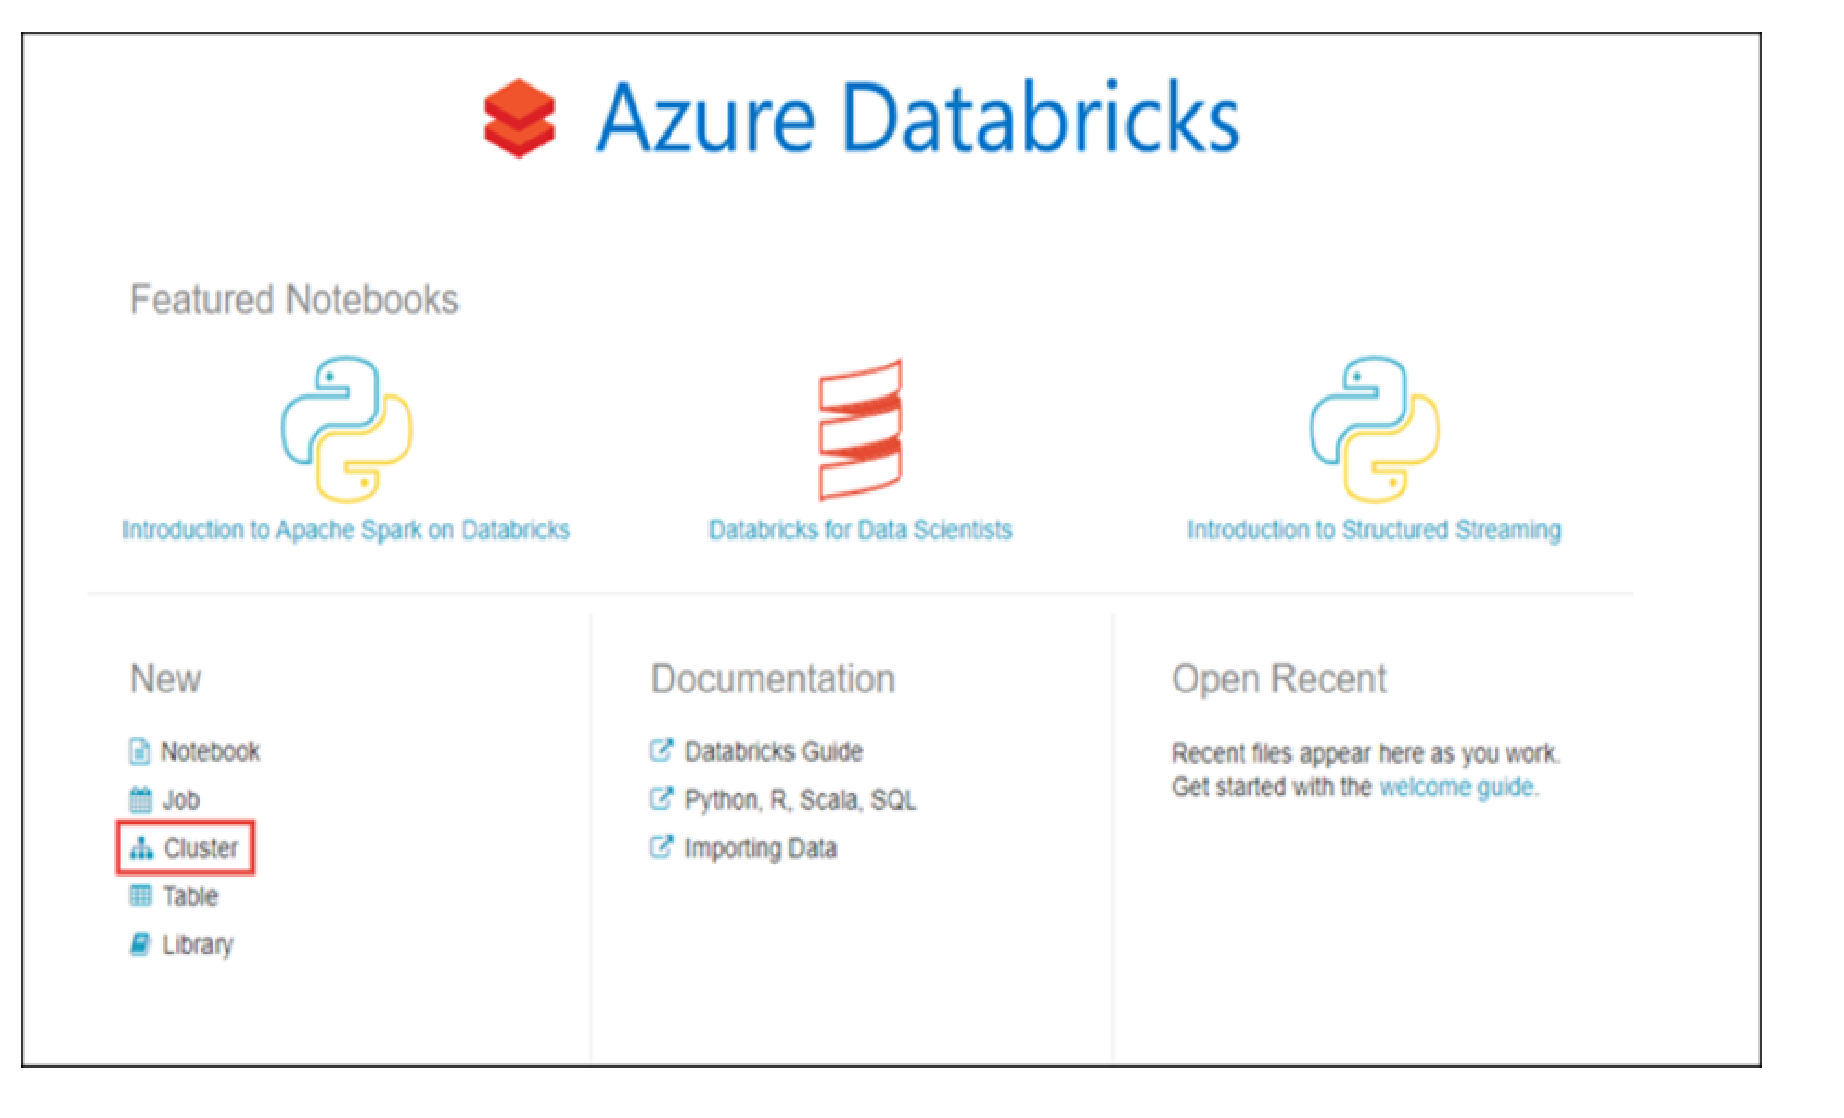 Azure Databricks
Featured Notebooks
Introduction to Apache Spark on Databricks
Databricks for Data Scientists
Introduction to Structured Streaming
New
Notebook
Job
Cluster
Table
Library
Documentation
Databricks Guide
Python, R, Scala, SQL
Importing Data
Open Recent
Recent files appear here as you work.
Get started with the welcome guide.